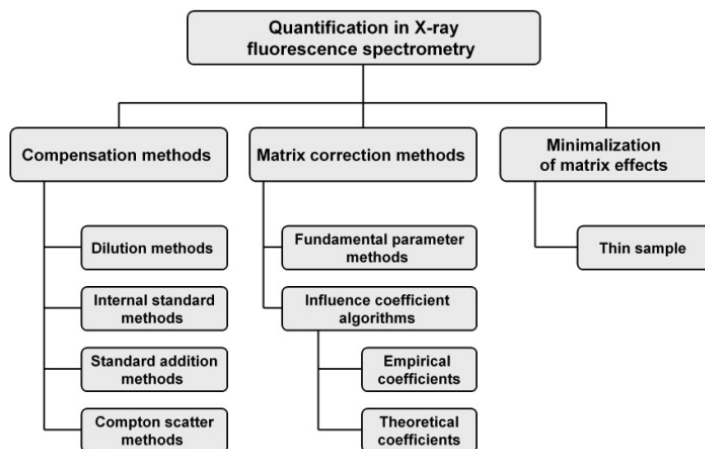 Quantification in X-ray
fluorescence spectrometry
Compensation methods
Matrix correction methods
Minimalization
of matrix effects
Dilution methods
Internal standard
methods
Standard addition
methods
Compton scatter
methods
Fundamental parameter
methods
Influence coefficient
algorithms
Empirical
coefficients
Theoretical
coefficients
Thin sample